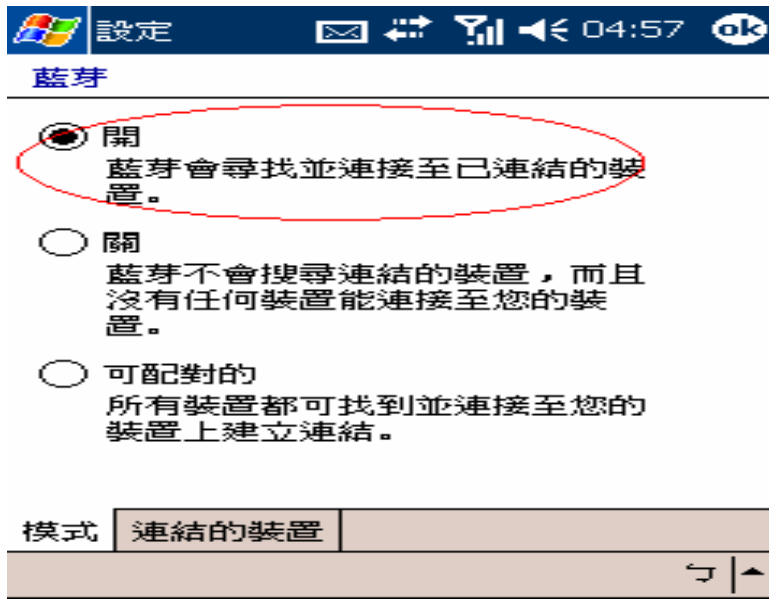 設定 04:57 ok
藍芽
開
藍芽會尋找並連接至已連結的裝
置。
關
藍芽不會搜尋連結的裝置，而且
沒有任何裝置能連接至您的裝
置。
可配對的
所有裝置都可找到並連接至您的
裝置上建立連結。
模式 連結的裝置
ㄅ